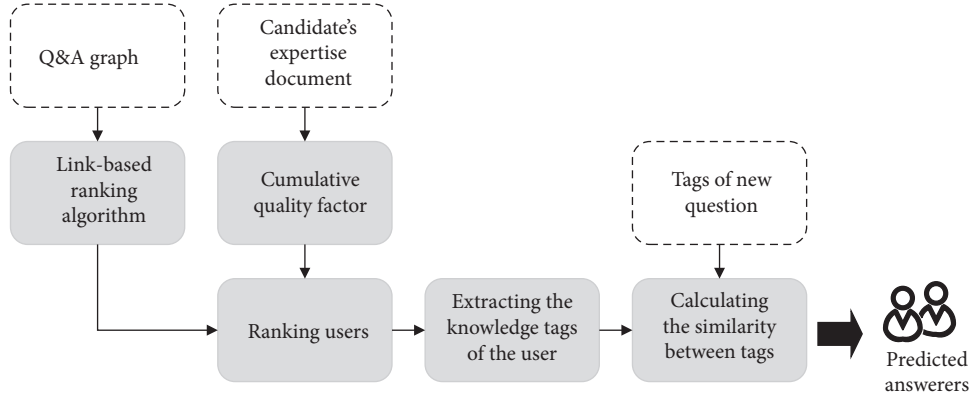 Q&A graph
Candidate's
expertise
document
Link-based
ranking
algorithm
Cumulative
quality factor
Tags of new
question
Ranking users
Extracting the
knowledge tags
of the user
Calculating
the similarity
between tags
Predicted
answerers